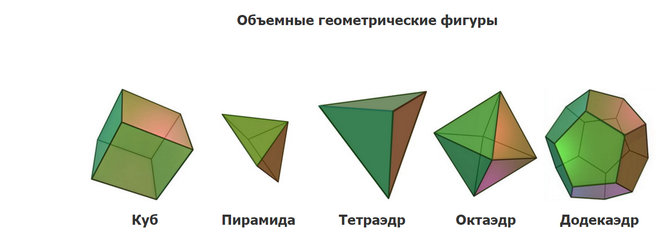 Объемные геометрические фигуры
Куб Пирамида Тетраэдр Октаэдр Додекаэдр